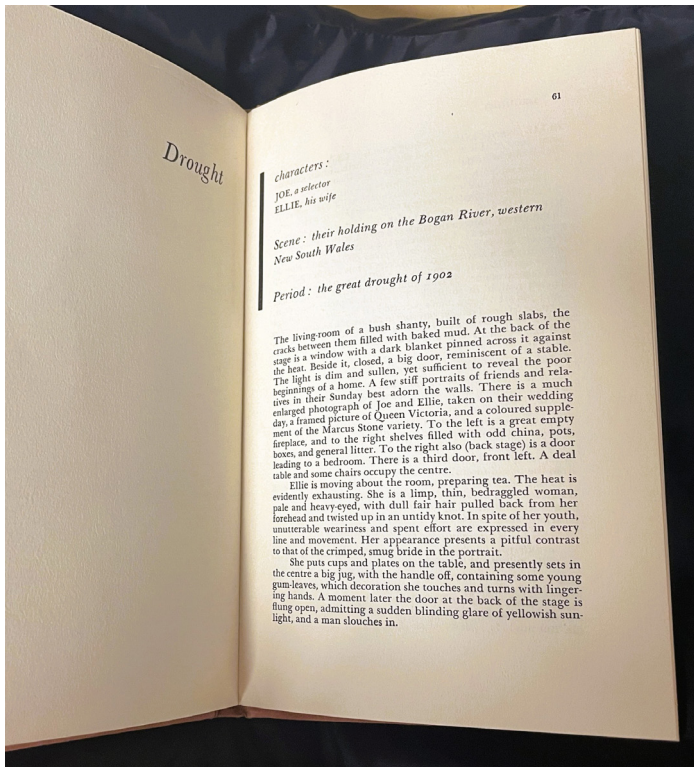 Drought
61
characters:
JOE, a selector
ELLIE, his wife
Scene: their holding on the Bogan River, western
New South Wales
Period: the great drought of 1902
The living-room of a bush shanty, built of rough slabs, the
cracks between them filled with baked mud. At the back of the
stage is a window with a dark blanket pinned across it against
the heat. Beside it, closed, a big door, reminiscent of a stable.
The light is dim and sullen, yet sufficient to reveal the poor
beginnings of a home. A few stiff portraits of friends and rela-
tives in their Sunday best adorn the walls. There is a much
enlarged photograph of Joe and Ellie, taken on their wedding
day, a framed picture of Queen Victoria, and a coloured supple-
ment of the Marcus Stone variety. To the left is a great empty
fireplace, and to the right shelves filled with odd china, pots,
boxes, and general litter. To the right also (back stage) is a door
leading to a bedroom. There is a third door, front left. A deal
table and some chairs occupy the centre.
Ellie is moving about the room, preparing tea. The heat is
evidently exhausting. She is a limp, thin, bedraggled woman,
pale and heavy-eyed, with dull fair hair pulled back from her
forehead and twisted up in an untidy knot. In spite of her youth,
unutterable weariness and spent effort are expressed in every
line and movement. Her appearance presents a pitful contrast
to that of the crimped, smug bride in the portrait.
She puts cups and plates on the table, and presently sets in
the centre a big jug, with the handle off, containing some young
gum-leaves, which decoration she touches and turns with linger-
ing hands. A moment later the door at the back of the stage is
flung open, admitting a sudden blinding glare of yellowish sun-
light, and a man slouches in.